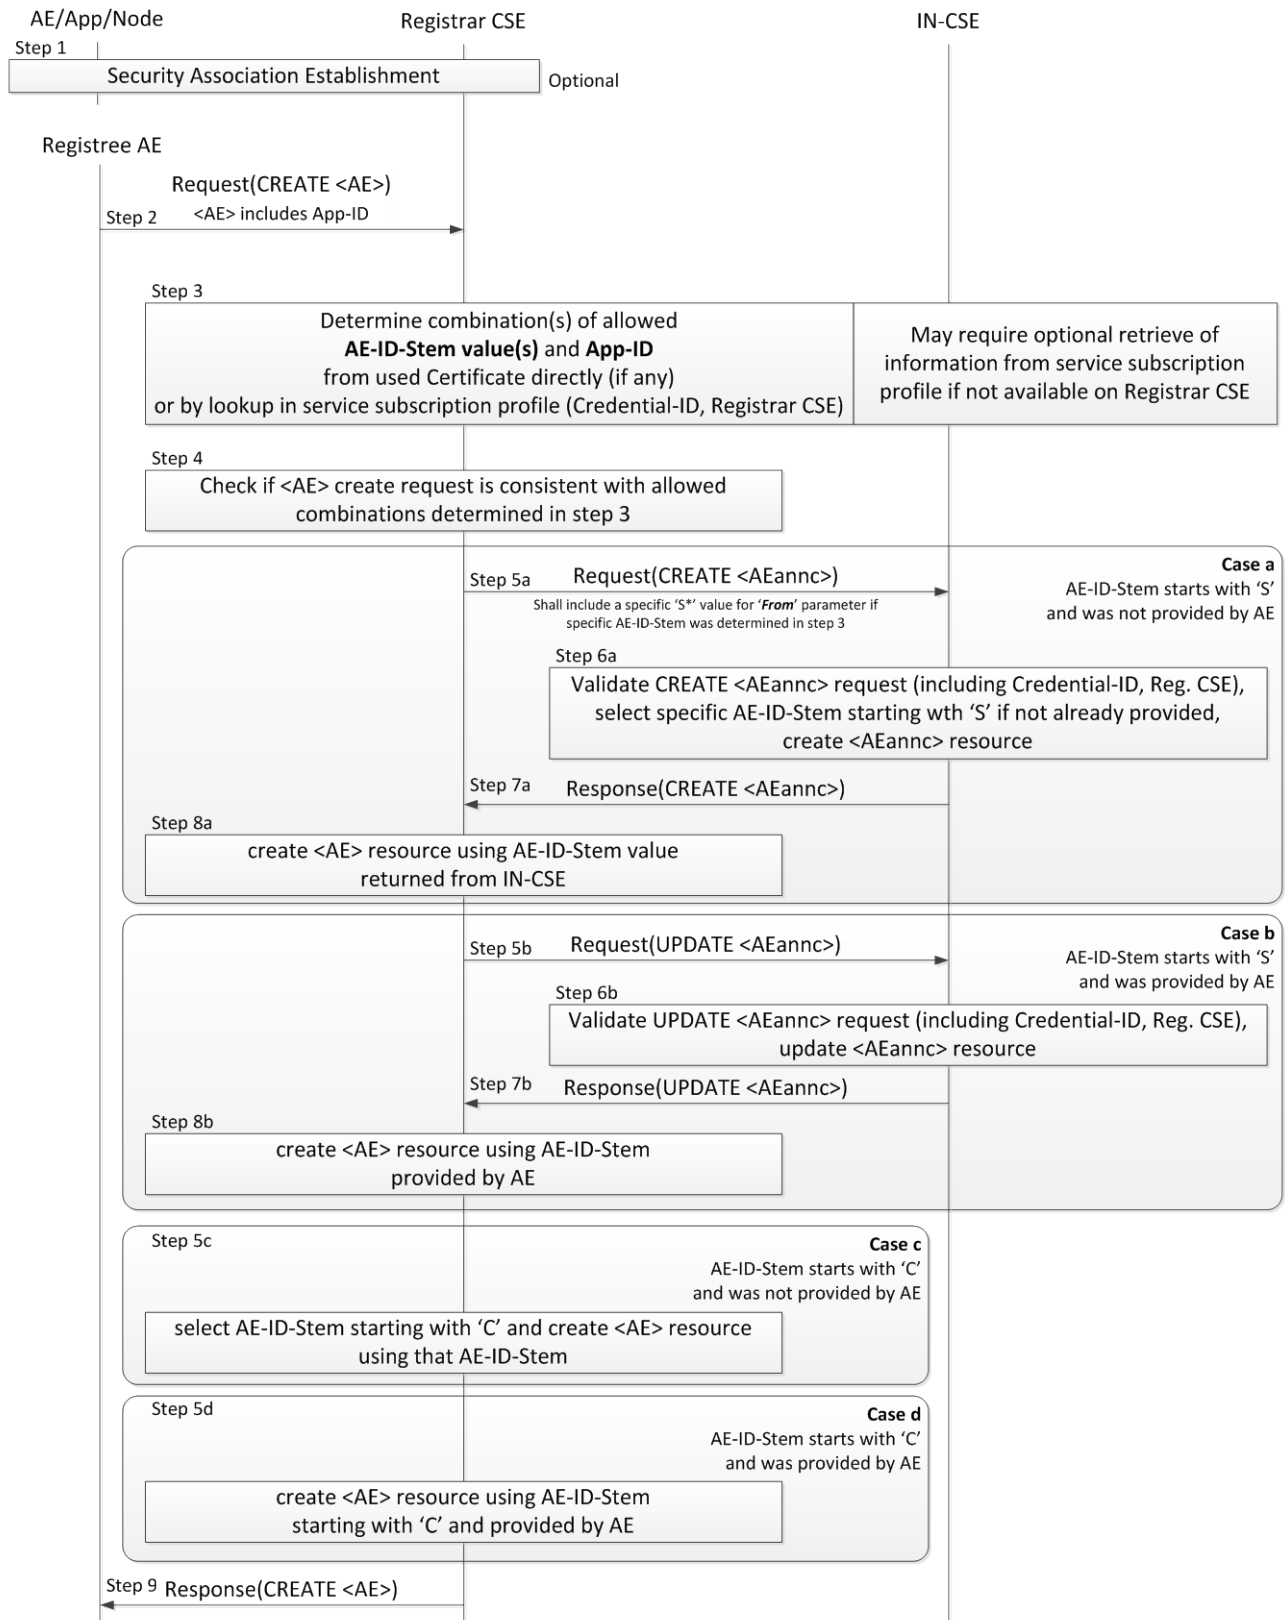 AE/App/Node
Registrar CSE
IN-CSE
Step 1
Security Association Establishment
Optional
Registree AE
Request(CREATE <AE>)
Step 2
<AE> includes App-ID
Step 3
Determine combination(s) of allowed
AE-ID-Stem value(s) and App-ID
from used Certificate directly (if any)
or by lookup in service subscription profile (Credential-ID, Registrar CSE)
May require optional retrieve of
information from service subscription
profile if not available on Registrar CSE
Step 4
Check if <AE> create request is consistent with allowed
combinations determined in step 3
Case a
AE-ID-Stem starts with ‘S’
and was not provided by AE
Step 5a
Request(CREATE <AEannc>)
Shall include a specific ‘S*’ value for ‘From’ parameter if
specific AE-ID-Stem was determined in step 3
Step 6a
Validate CREATE <AEannc> request (including Credential-ID, Reg. CSE),
select specific AE-ID-Stem starting wth ‘S’ if not already provided,
create <AEannc> resource
Step 7a
Response(CREATE <AEannc>)
Step 8a
create <AE> resource using AE-ID-Stem value
returned from IN-CSE
Case b
AE-ID-Stem starts with ‘S’
and was provided by AE
Step 5b
Request(UPDATE <AEannc>)
Step 6b
Validate UPDATE <AEannc> request (including Credential-ID, Reg. CSE),
update <AEannc> resource
Step 7b
Response(UPDATE <AEannc>)
Step 8b
create <AE> resource using AE-ID-Stem
provided by AE
Step 5c
Case c
AE-ID-Stem starts with ‘C’
and was not provided by AE
select AE-ID-Stem starting with ‘C’ and create <AE> resource
using that AE-ID-Stem
Step 5d
Case d
AE-ID-Stem starts with ‘C’
and was provided by AE
create <AE> resource using AE-ID-Stem
starting with ‘C’ and provided by AE
Step 9
Response(CREATE <AE>)